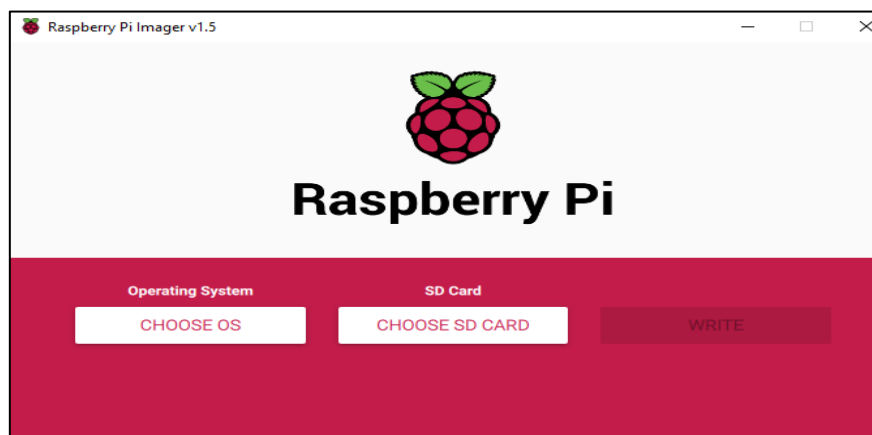 Raspberry Pi Imager v1.5
Raspberry Pi
Operating System
SD Card
CHOOSE OS
CHOOSE SD CARD
WRITE